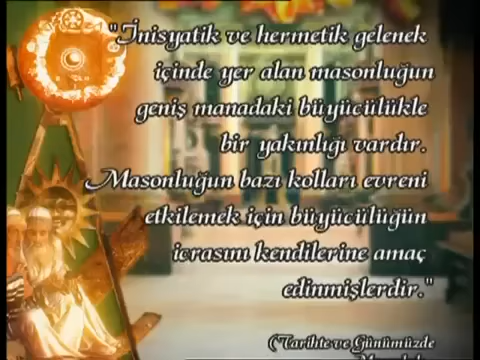 "İnisyatik ve hermetik gelenek
içinde yer alan masonluğun
geniş manadaki büyücülükle
bir yakınlığı vardır.
Masonluğun bazı kolları evreni
etkilemek için büyücülüğün
icrasını kendilerine amaç
edinmişlerdir."
(Tarihte ve Günümüzde